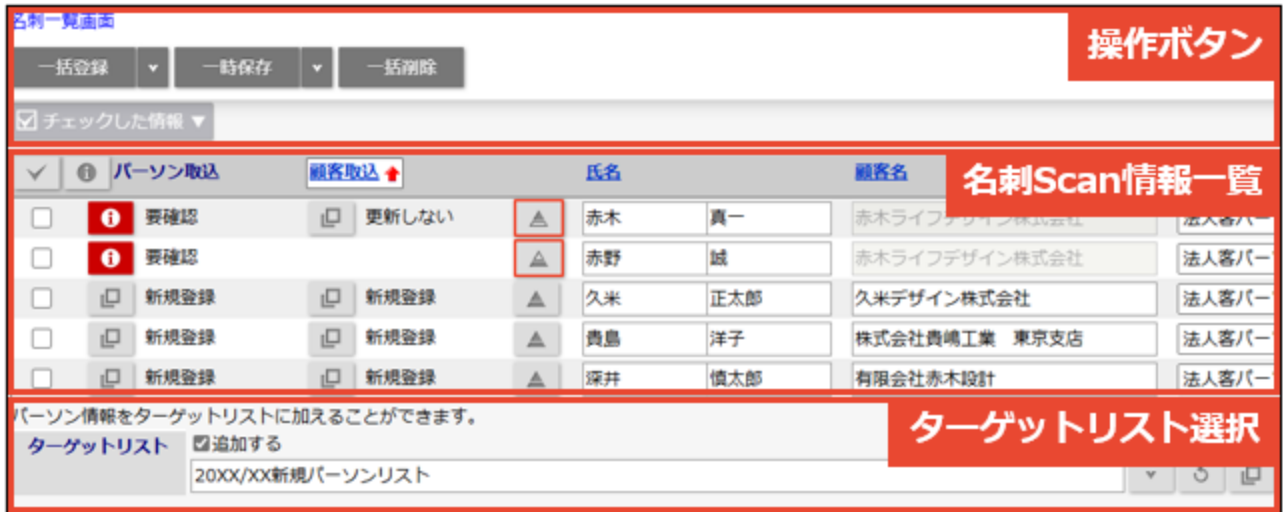 名刺一覧画面
操作ボタン
一括登録 一時保存 一括削除
チェックした情報▼
パーソン取込 顧客取込 氏名 顧客名
名刺Scan情報一覧
要確認 更新しない 赤木 真一 赤木ライフデザイン株式会社 法人客パー
要確認 赤野 誠 赤木ライフデザイン株式会社 法人客パー
新規登録 新規登録 久米 正太郎 久米デザイン株式会社 法人客パー
新規登録 新規登録 貴島 洋子 株式会社貴嶋工業 東京支店 法人客パー
新規登録 新規登録 深井 慎太郎 有限会社赤木設計 法人客パー
パーソン情報をターゲットリストに加えることができます。
ターゲットリスト選択
ターゲットリスト 追加する
20XX/XX新規パーソンリスト